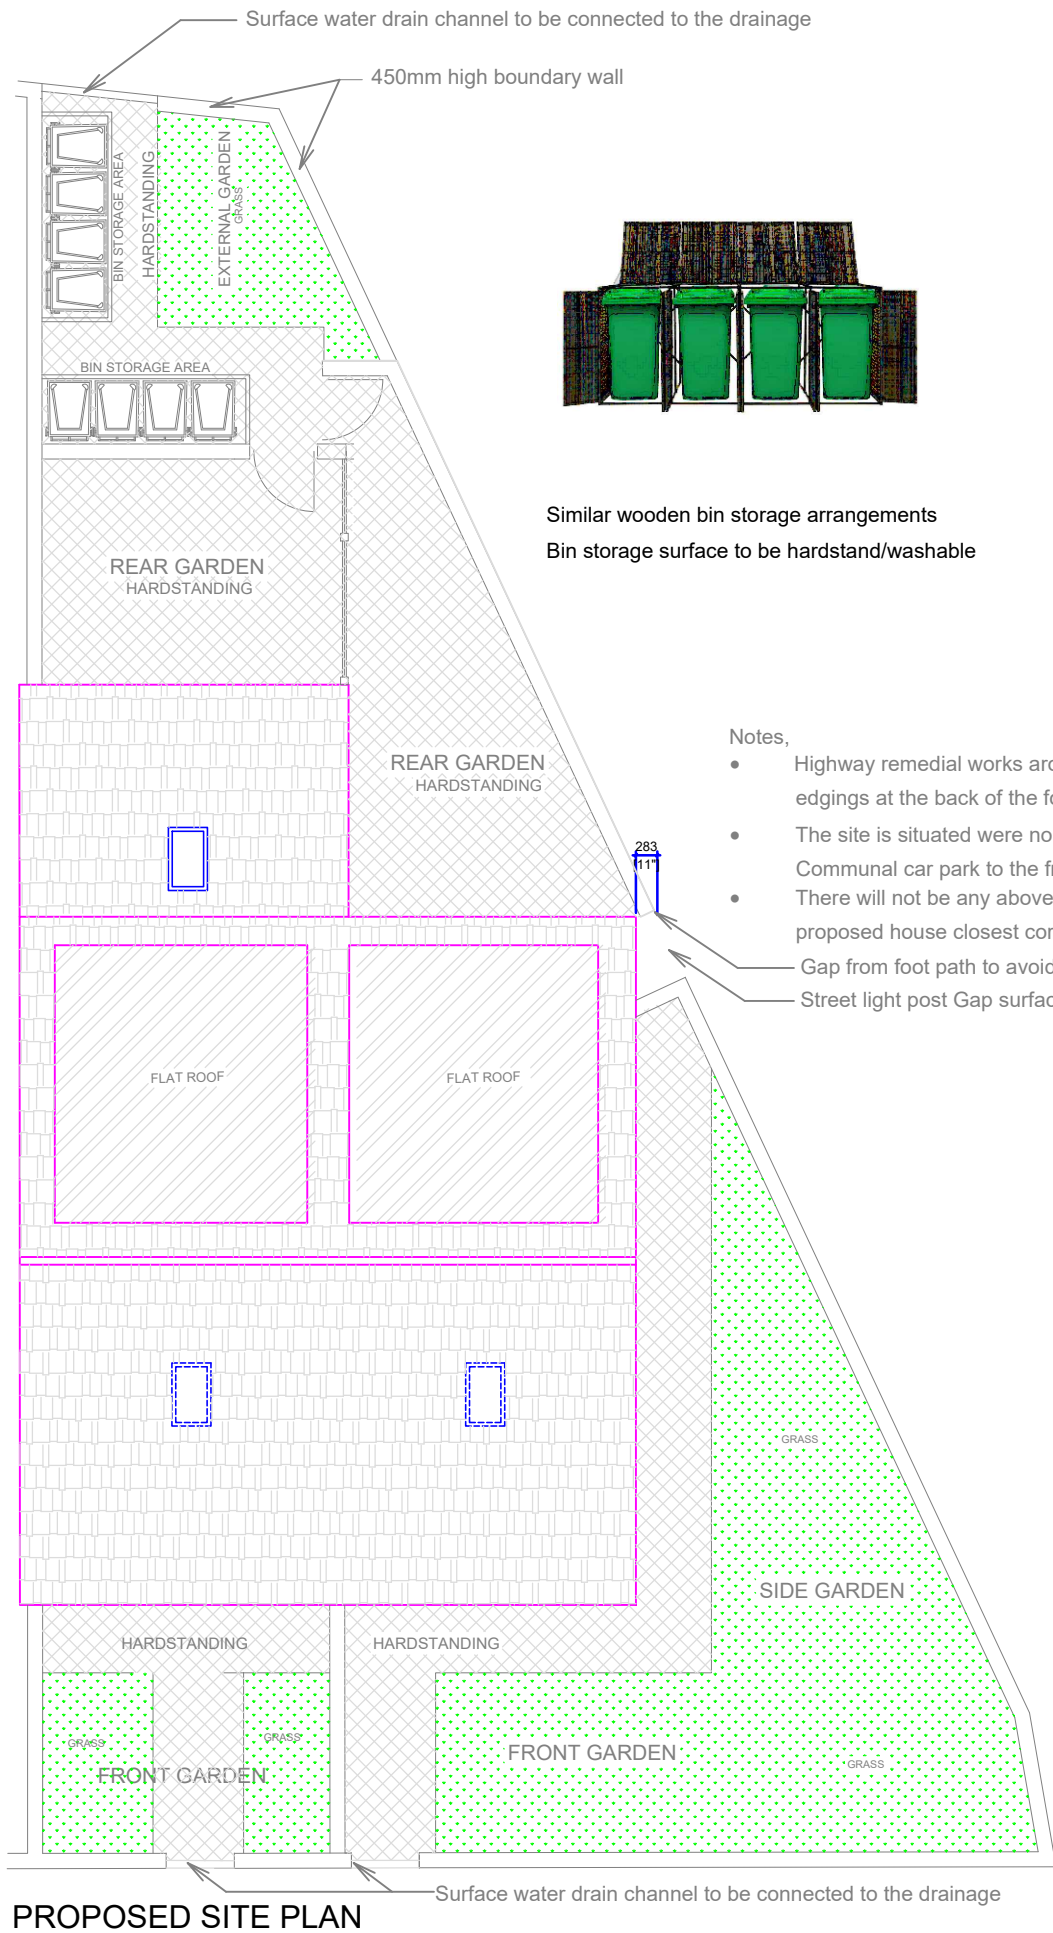 Surface water drain channel to be connected to the drainage
450mm high boundary wall
BIN STORAGE AREA
HARDSTANDING
EXTERNAL GARDEN
GRASS
BIN STORAGE AREA
Similar wooden bin storage arrangements
Bin storage surface to be hardstand/washable
REAR GARDEN
HARDSTANDING
REAR GARDEN
HARDSTANDING
Notes,
• Highway remedial works
edgings at the back of the
• The site is situated were
Communal car park to the
• There will not be any above
proposed house closest
283
11"
Gap from foot path to avoid
Street light post Gap
FLAT ROOF
FLAT ROOF
GRASS
SIDE GARDEN
HARDSTANDING
HARDSTANDING
GRASS
GRASS
FRONT GARDEN
FRONT GARDEN
GRASS
Surface water drain channel to be connected to the drainage
PROPOSED SITE PLAN